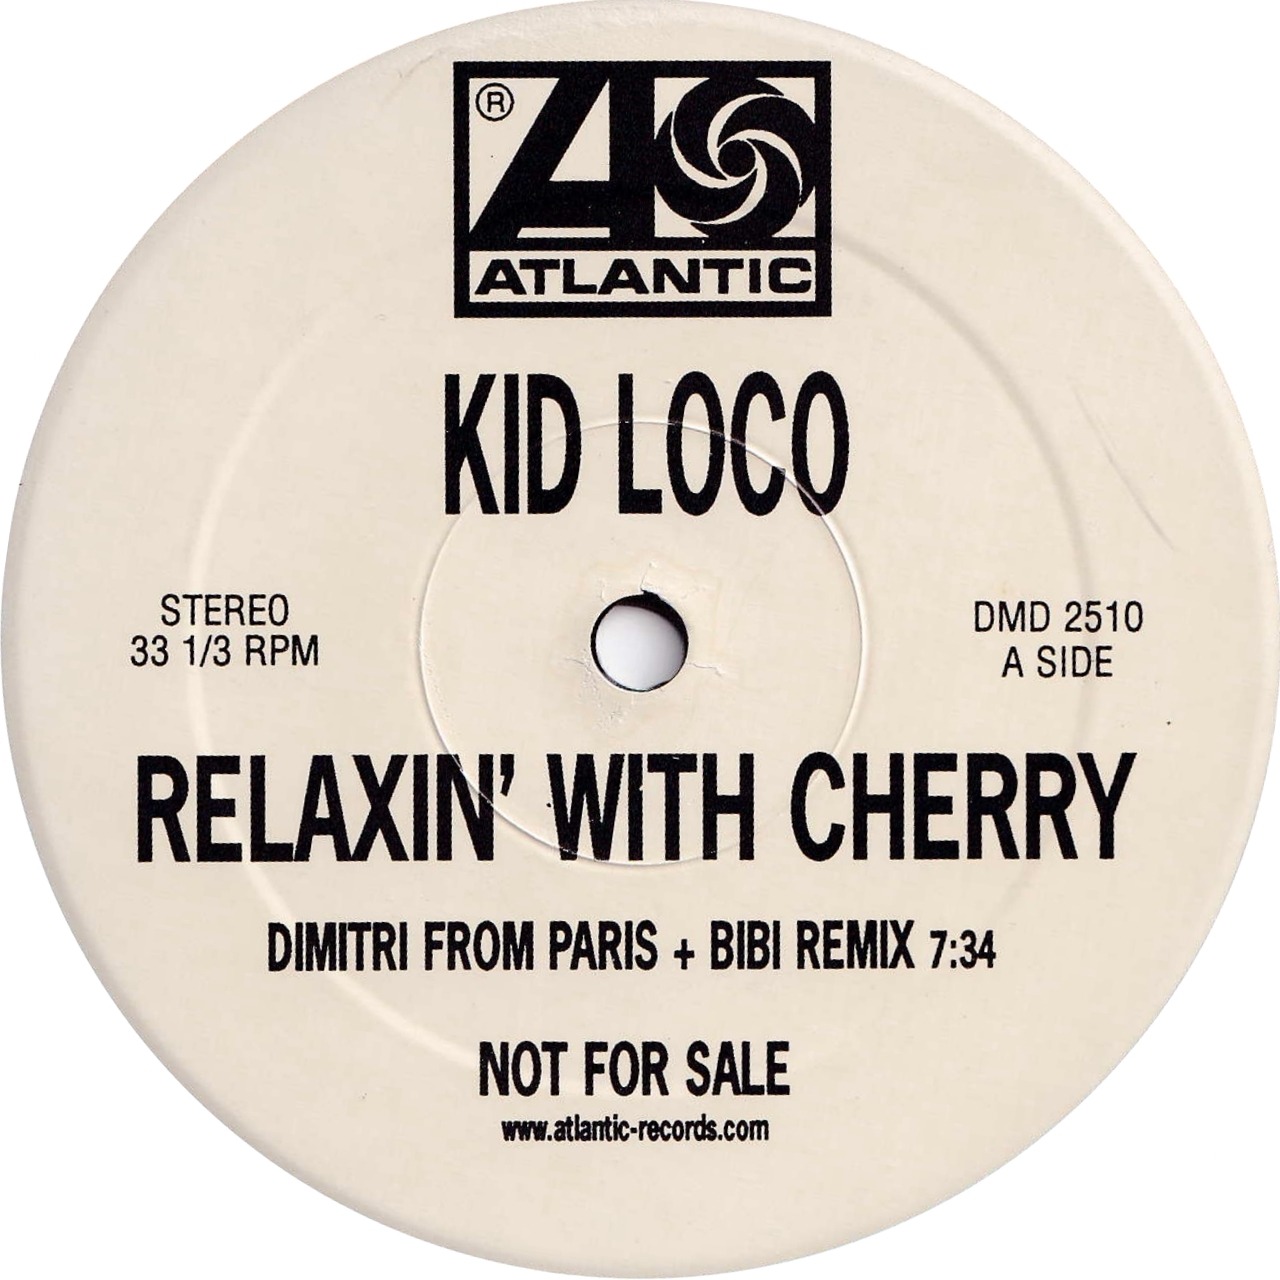 ®
ATLANTIC
KID LOCO
STEREO
33 1/3 RPM
DMD 2510
A SIDE
RELAXIN' WITH CHERRY
DIMITRI FROM PARIS + BIBI REMIX 7:34
NOT FOR SALE
www.atlantic-records.com